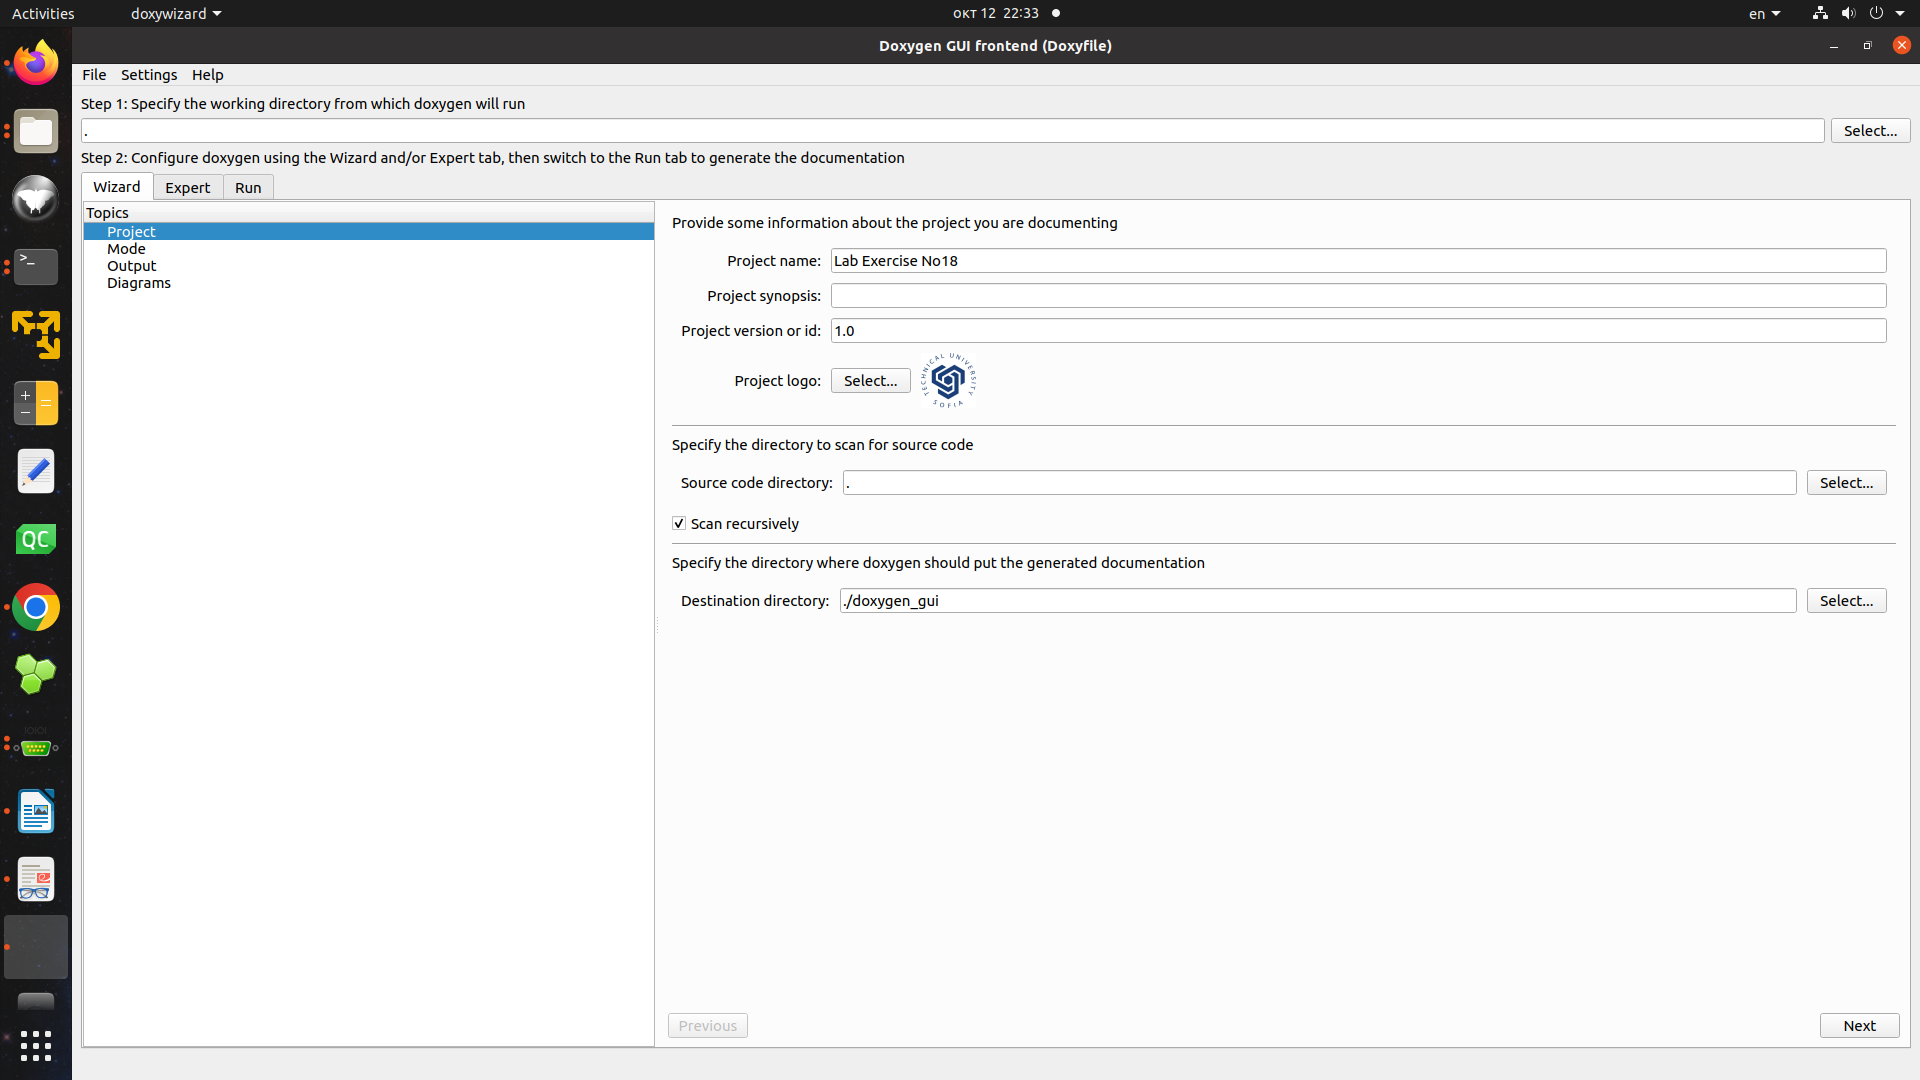 Activities doxywizard окт 12 22:33 en
Doxygen GUI frontend (Doxyfile)
File Settings Help
Step 1: Specify the working directory from which doxygen will run
. Select...
Step 2: Configure doxygen using the Wizard and/or Expert tab, then switch to the Run tab to generate the documentation
Wizard Expert Run
Topics
Project
Mode
Output
Diagrams
Provide some information about the project you are documenting
Project name: Lab Exercise No18
Project synopsis:
Project version or id: 1.0
Project logo: Select... TECHNICAL UNIVERSITY SOFIA
Specify the directory to scan for source code
Source code directory: . Select...
Scan recursively
Specify the directory where doxygen should put the generated documentation
Destination directory: ./doxygen_gui Select...
Previous Next
>_
QC